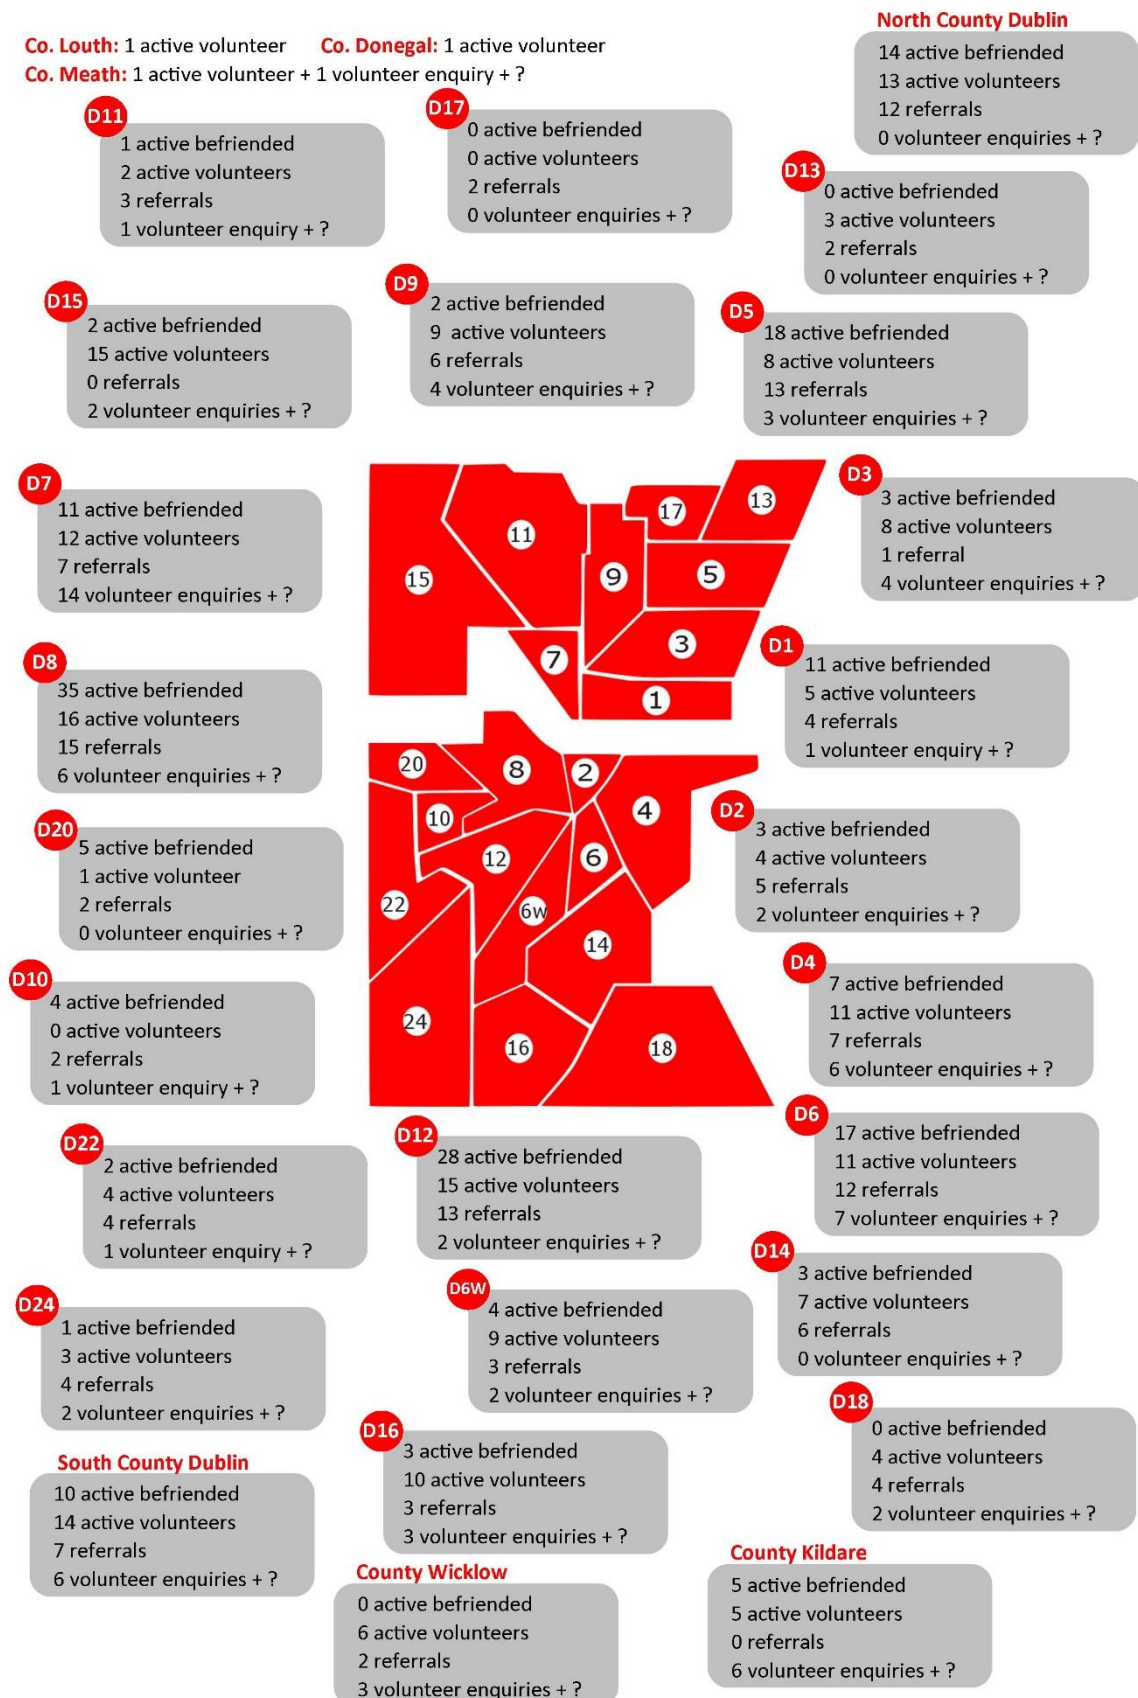 North County Dublin
14 active befriended
13 active volunteers
12 referrals
0 volunteer enquiries + ?
Co. Louth: 1 active volunteer Co. Donegal: 1 active volunteer
Co. Meath: 1 active volunteer + 1 volunteer enquiry + ?
D11
1 active befriended
2 active volunteers
3 referrals
1 volunteer enquiry + ?
D17
0 active befriended
0 active volunteers
2 referrals
0 volunteer enquiries + ?
D13
0 active befriended
3 active volunteers
2 referrals
0 volunteer enquiries + ?
D15
2 active befriended
15 active volunteers
0 referrals
2 volunteer enquiries + ?
D9
2 active befriended
9 active volunteers
6 referrals
4 volunteer enquiries + ?
D5
18 active befriended
8 active volunteers
13 referrals
3 volunteer enquiries + ?
D7
11 active befriended
12 active volunteers
7 referrals
14 volunteer enquiries + ?
D3
3 active befriended
8 active volunteers
1 referral
4 volunteer enquiries + ?
D8
35 active befriended
16 active volunteers
15 referrals
6 volunteer enquiries + ?
D1
11 active befriended
5 active volunteers
4 referrals
1 volunteer enquiry + ?
13
17
11
5
15
9
3
7
1
20
8
2
4
10
12
6
22
6w
14
24
16
18
D20
5 active befriended
1 active volunteer
2 referrals
0 volunteer enquiries + ?
D2
3 active befriended
4 active volunteers
5 referrals
2 volunteer enquiries + ?
D10
4 active befriended
0 active volunteers
2 referrals
1 volunteer enquiry + ?
D4
7 active befriended
11 active volunteers
7 referrals
6 volunteer enquiries + ?
D22
2 active befriended
4 active volunteers
4 referrals
1 volunteer enquiry + ?
D12
28 active befriended
15 active volunteers
13 referrals
2 volunteer enquiries + ?
D6
17 active befriended
11 active volunteers
12 referrals
7 volunteer enquiries + ?
D24
1 active befriended
3 active volunteers
4 referrals
2 volunteer enquiries + ?
D6W
4 active befriended
9 active volunteers
3 referrals
2 volunteer enquiries + ?
D14
3 active befriended
7 active volunteers
6 referrals
0 volunteer enquiries + ?
D16
3 active befriended
10 active volunteers
3 referrals
3 volunteer enquiries + ?
D18
0 active befriended
4 active volunteers
4 referrals
2 volunteer enquiries + ?
South County Dublin
10 active befriended
14 active volunteers
7 referrals
6 volunteer enquiries + ?
County Wicklow
0 active befriended
6 active volunteers
2 referrals
3 volunteer enquiries + ?
County Kildare
5 active befriended
5 active volunteers
0 referrals
6 volunteer enquiries + ?